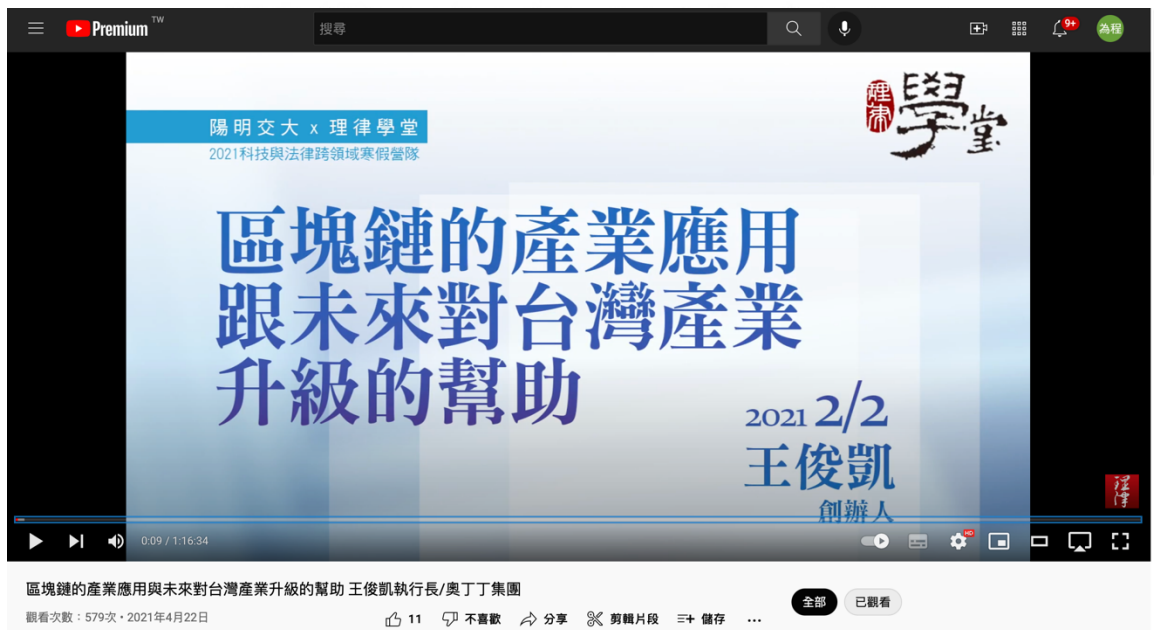 Premium TW
搜尋
9+
為程
理律學堂
陽明交大 x 理律學堂
2021科技與法律跨領域寒假營隊
區塊鏈的產業應用
跟未來對台灣產業
升級的幫助
2021 2/2
王俊凱
創辦人
理律
0:09 / 1:16:34
HD
區塊鏈的產業應用與未來對台灣產業升級的幫助 王俊凱執行長/奧丁丁集團
全部 已觀看
觀看次數：579次・2021年4月22日
11 不喜歡 分享 剪輯片段 儲存